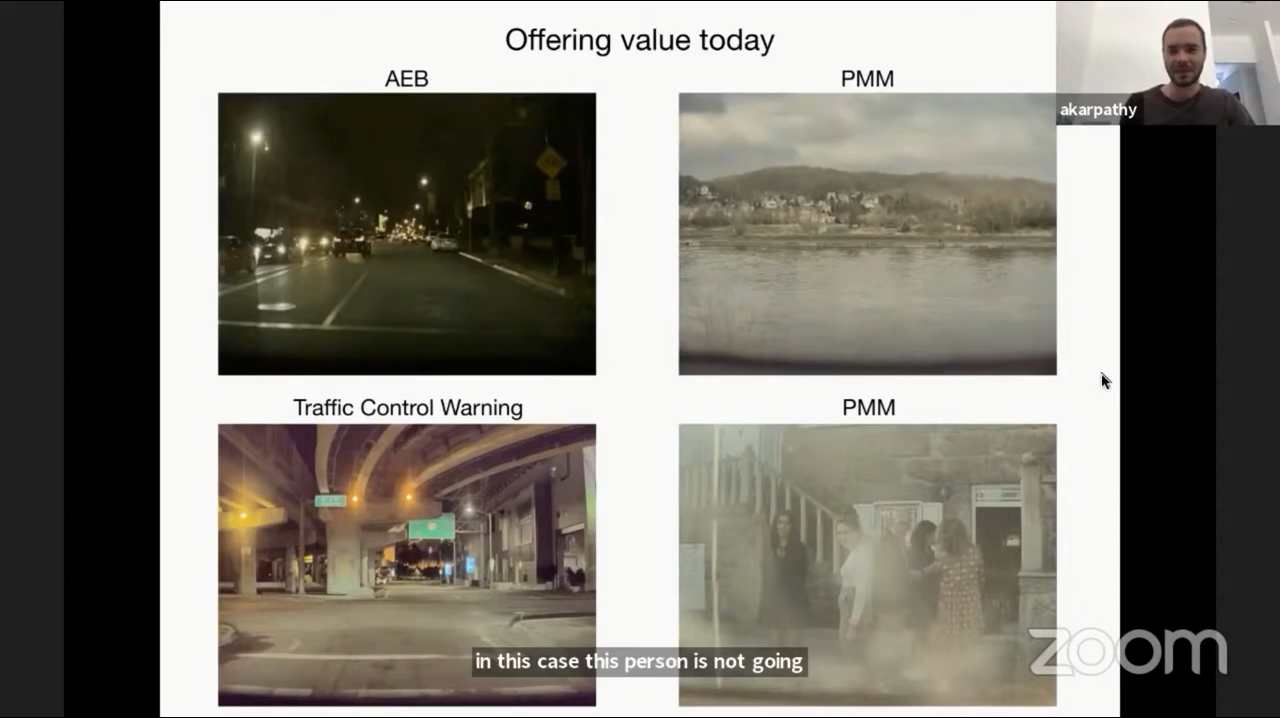 Offering value today
AEB
PMM
akarpathy
Traffic Control Warning
PMM
in this case this person is not going
zoom